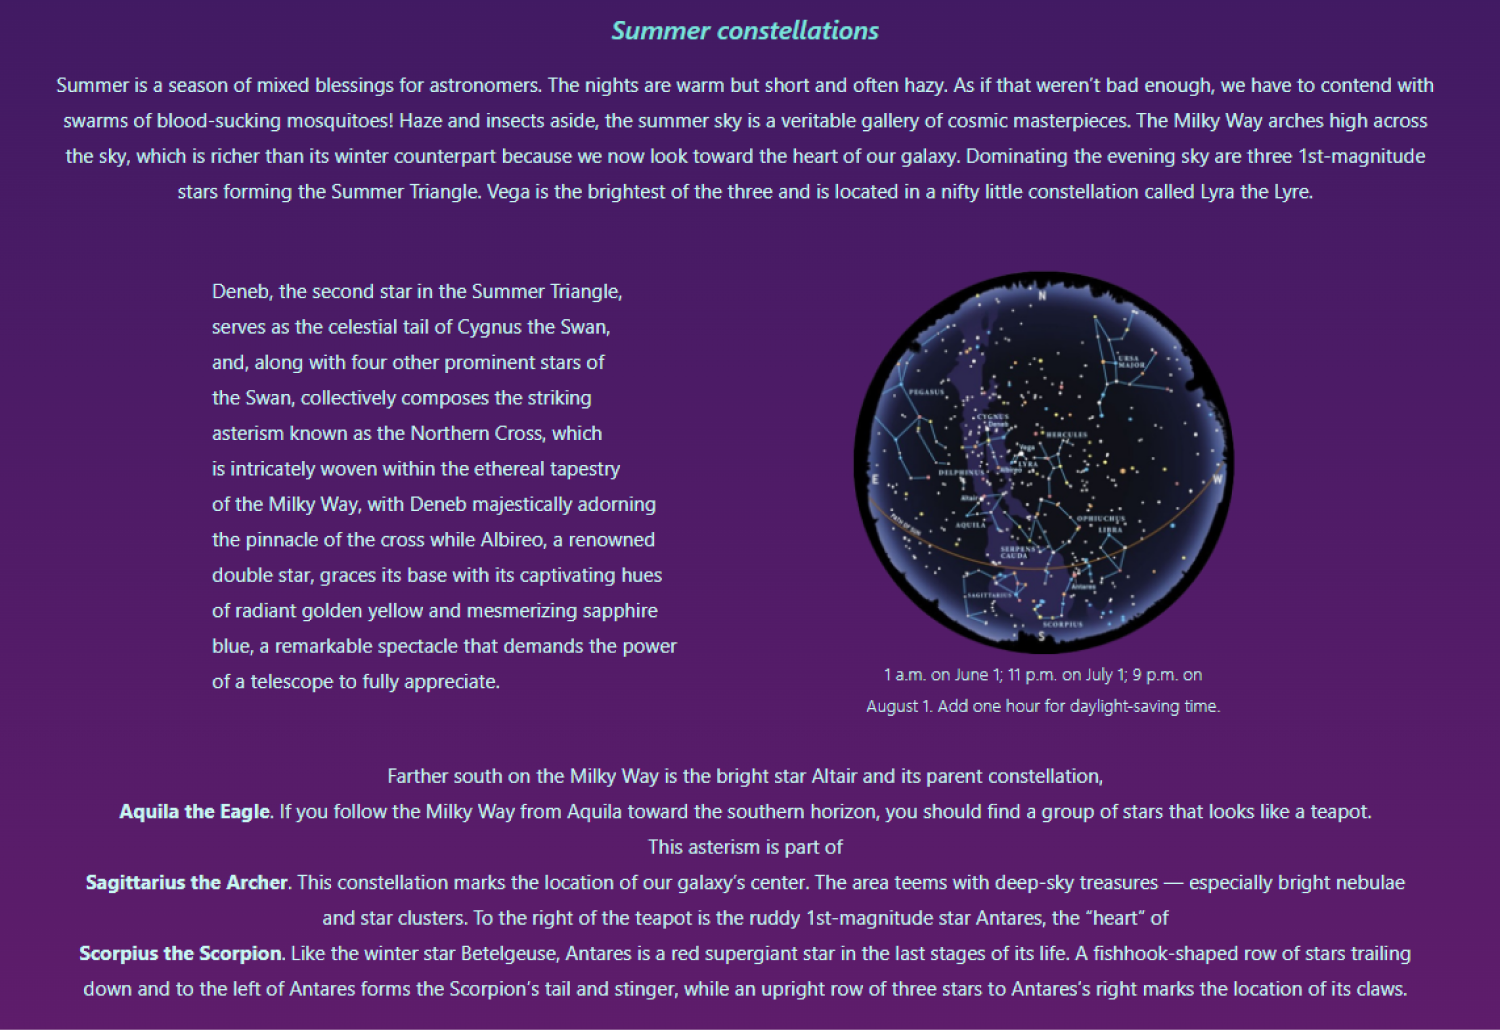 Summer constellations
Summer is a season of mixed blessings for astronomers. The nights are warm but short and often hazy. As if that weren't bad enough, we have to contend with
swarms of blood-sucking mosquitoes! Haze and insects aside, the summer sky is a veritable gallery of cosmic masterpieces. The Milky Way arches high across
the sky, which is richer than its winter counterpart because we now look toward the heart of our galaxy. Dominating the evening sky are three 1st-magnitude
stars forming the Summer Triangle. Vega is the brightest of the three and is located in a nifty little constellation called Lyra the Lyre.
Deneb, the second star in the Summer Triangle,
serves as the celestial tail of Cygnus the Swan,
and, along with four other prominent stars of
the Swan, collectively composes the striking
asterism known as the Northern Cross, which
is intricately woven within the ethereal tapestry
of the Milky Way, with Deneb majestically adorning
the pinnacle of the cross while Albireo, a renowned
double star, graces its base with its captivating hues
of radiant golden yellow and mesmerizing sapphire
blue, a remarkable spectacle that demands the power
of a telescope to fully appreciate.
N
URSA
MAJOR
PEGASUS
CYGNUS
Deneb
HERCULES
Vega
LYRA
Albireo
DELPHINUS
E
W
Altair
AQUILA
OPHIUCHUS
LIBRA
PATH OF SUN
SERPENS
CAUDA
Antares
SAGITTARIUS
SCORPIUS
S
1 a.m. on June 1; 11 p.m. on July 1; 9 p.m. on
August 1. Add one hour for daylight-saving time.
Farther south on the Milky Way is the bright star Altair and its parent constellation,
Aquila the Eagle. If you follow the Milky Way from Aquila toward the southern horizon, you should find a group of stars that looks like a teapot.
This asterism is part of
Sagittarius the Archer. This constellation marks the location of our galaxy's center. The area teems with deep-sky treasures — especially bright nebulae
and star clusters. To the right of the teapot is the ruddy 1st-magnitude star Antares, the "heart" of
Scorpius the Scorpion. Like the winter star Betelgeuse, Antares is a red supergiant star in the last stages of its life. A fishhook-shaped row of stars trailing
down and to the left of Antares forms the Scorpion's tail and stinger, while an upright row of three stars to Antares's right marks the location of its claws.